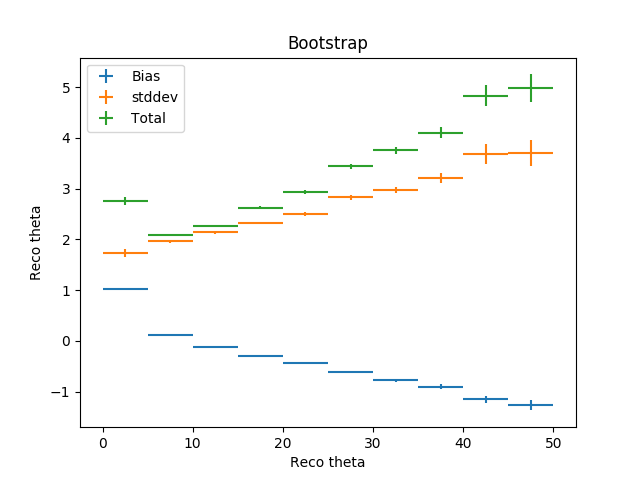 Bootstrap
Bias
stddev
Total
Reco theta
5
4
3
2
1
0
−1
0 10 20 30 40 50
Reco theta